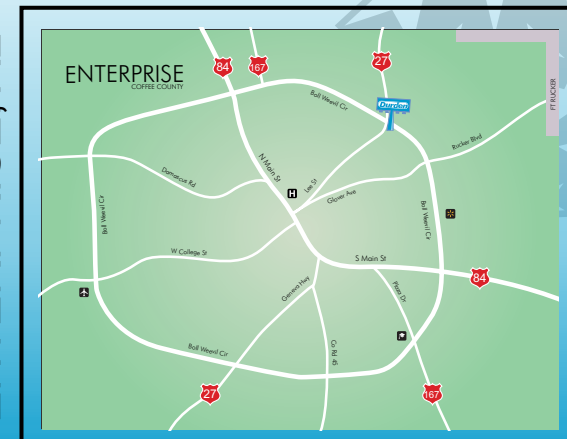 ENTERPRISE
COFFEE COUNTY
84
167
27
FT RUCKER
Durden
Boll Weevil Cir
Rucker Blvd
N Main St
Lee St
Damascus Rd
H
Glover Ave
Boll Weevil Cir
Boll Weevil Cir
W College St
S Main St
84
Geneva Hwy
Plaza Dr
Co Rd 45
Boll Weevil Cir
27
167